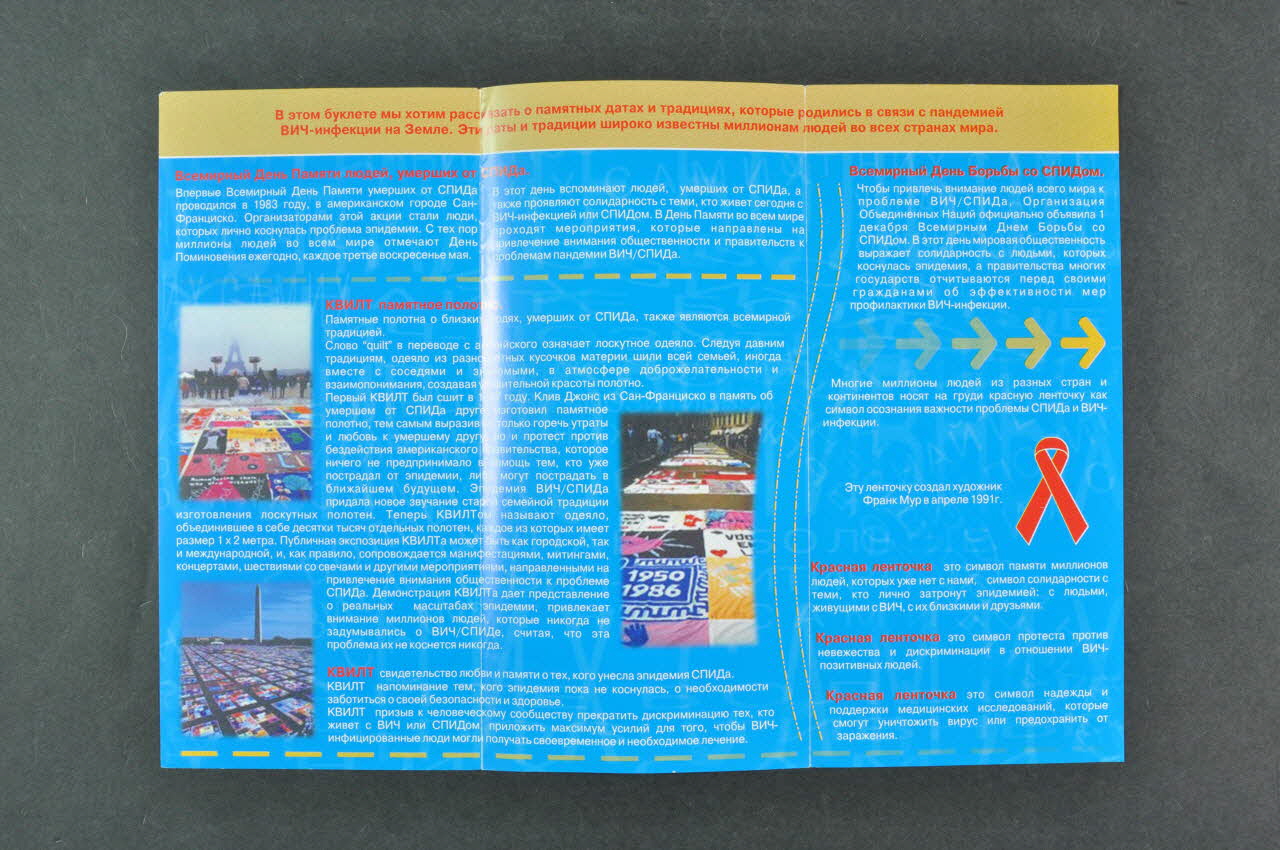 В этом буклете мы хотим рассказать о памятных датах и традициях, которые родились в связи с пандемией
ВИЧ-инфекции на Земле. Эти даты и традиции широко известны миллионам людей во всех странах мира.
Всемирный День Памяти людей, умерших от СПИДа.
Впервые Всемирный День Памяти умерших от СПИДа
проводился в 1983 году, в американском городе Сан-
Франциско. Организаторами этой акции стали люди,
которых лично коснулась проблема эпидемии. С тех пор
миллионы людей во всем мире отмечают День
Поминовения ежегодно, каждое третье воскресенье мая.
В этот день вспоминают людей, умерших от СПИДа, а
также проявляют солидарность с теми, кто живет сегодня с
ВИЧ-инфекцией или СПИДом. В День Памяти во всем мире
проходят мероприятия, которые направлены на
привлечение внимания общественности и правительств к
проблемам пандемии ВИЧ/СПИДа.
КВИЛТ памятное полотно.
Памятные полотна о близких людях, умерших от СПИДа, также являются всемирной
традицией.
Слово "quilt" в переводе с английского означает лоскутное одеяло. Следуя давним
традициям, одеяло из разноцветных кусочков материи шили всей семьей, иногда
вместе с соседями и знакомыми, в атмосфере доброжелательности и
взаимопонимания, создавая удивительной красоты полотно.
Первый КВИЛТ был сшит в году. Клив Джонс из Сан-Франциско в память об
умершем от СПИДа друге изготовил памятное
полотно, тем самым выразив не только горечь утраты
и любовь к умершему другу, но и протест против
бездействия американского правительства, которое
ничего не предпринимало в помощь тем, кто уже
пострадал от эпидемии, либо могут пострадать в
ближайшем будущем. Эпидемия ВИЧ/СПИДа
придала новое звучание старой семейной традиции
изготовления лоскутных полотен. Теперь КВИЛТом называют одеяло,
объединившее в себе десятки тысяч отдельных полотен, каждое из которых имеет
размер 1 х 2 метра. Публичная экспозиция КВИЛТа может быть как городской, так
и международной, и, как правило, сопровождается манифестациями, митингами,
концертами, шествиями со свечами и другими мероприятиями, направленными на
привлечение внимания общественности к проблеме
СПИДа. Демонстрация КВИЛТа дает представление
о реальных масштабах эпидемии, привлекает
внимание миллионов людей, которые никогда не
задумывались о ВИЧ/СПИДе, считая, что эта
проблема их не коснется никогда.
1950
1986
КВИЛТ свидетельство любви и памяти о тех, кого унесла эпидемия СПИДа.
КВИЛТ напоминание тем, кого эпидемия пока не коснулась, о необходимости
заботиться о своей безопасности и здоровье.
КВИЛТ призыв к человеческому сообществу прекратить дискриминацию тех, кто
живет с ВИЧ или СПИДом, приложить максимум усилий для того, чтобы ВИЧ-
инфицированные люди могли получать своевременное и необходимое лечение.
Всемирный День Борьбы со СПИДом.
Чтобы привлечь внимание людей всего мира к
проблеме ВИЧ/СПИДа, Организация
Объединённых Наций официально объявила 1
декабря Всемирным Днем Борьбы со
СПИДом. В этот день мировая общественность
выражает солидарность с людьми, которых
коснулась эпидемия, а правительства многих
государств отчитываются перед своими
гражданами об эффективности мер
профилактики ВИЧ-инфекции.
Многие миллионы людей из разных стран и
континентов носят на груди красную ленточку как
символ осознания важности проблемы СПИДа и ВИЧ-
инфекции.
Эту ленточку создал художник
Франк Мур в апреле 1991г.
Красная ленточка это символ памяти миллионов
людей, которых уже нет с нами, символ солидарности с
теми, кто лично затронут эпидемией: с людьми,
живущими с ВИЧ, с их близкими и друзьями.
Красная ленточка это символ протеста против
невежества и дискриминации в отношении ВИЧ-
позитивных людей.
Красная ленточка это символ надежды и
поддержки медицинских исследований, которые
смогут уничтожить вирус или предохранить от
заражения.